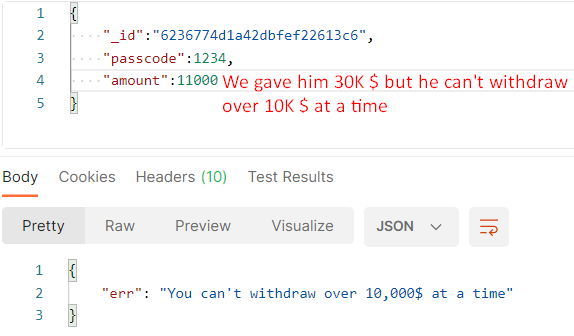 1 {
2 "_id":"6236774d1a42dbfef22613c6",
3 "passcode":1234,
4 "amount":11000 We gave him 30K $ but he can't withdraw
5 } over 10K $ at a time
Body Cookies Headers (10) Test Results
Pretty Raw Preview Visualize JSON
1 {
2 "err": "You can't withdraw over 10,000$ at a time"
3 }